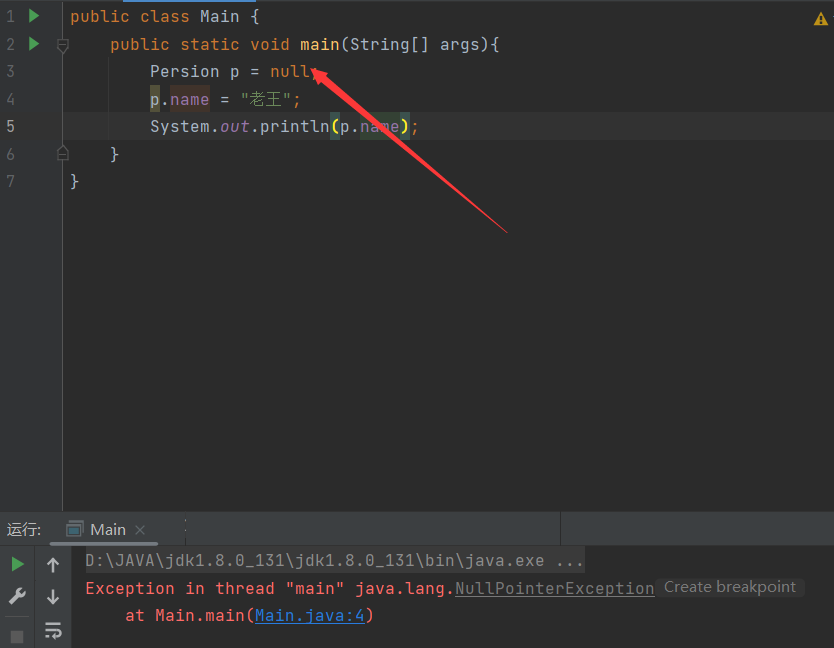 1 public class Main {
2 public static void main(String[] args){
3 Persion p = null;
4 p.name = "老王";
5 System.out.println(p.name);
6 }
7 }
运行: Main
D:\JAVA\jdk1.8.0_131\jdk1.8.0_131\bin\java.exe ...
Exception in thread "main" java.lang.NullPointerException Create breakpoint
at Main.main(Main.java:4)